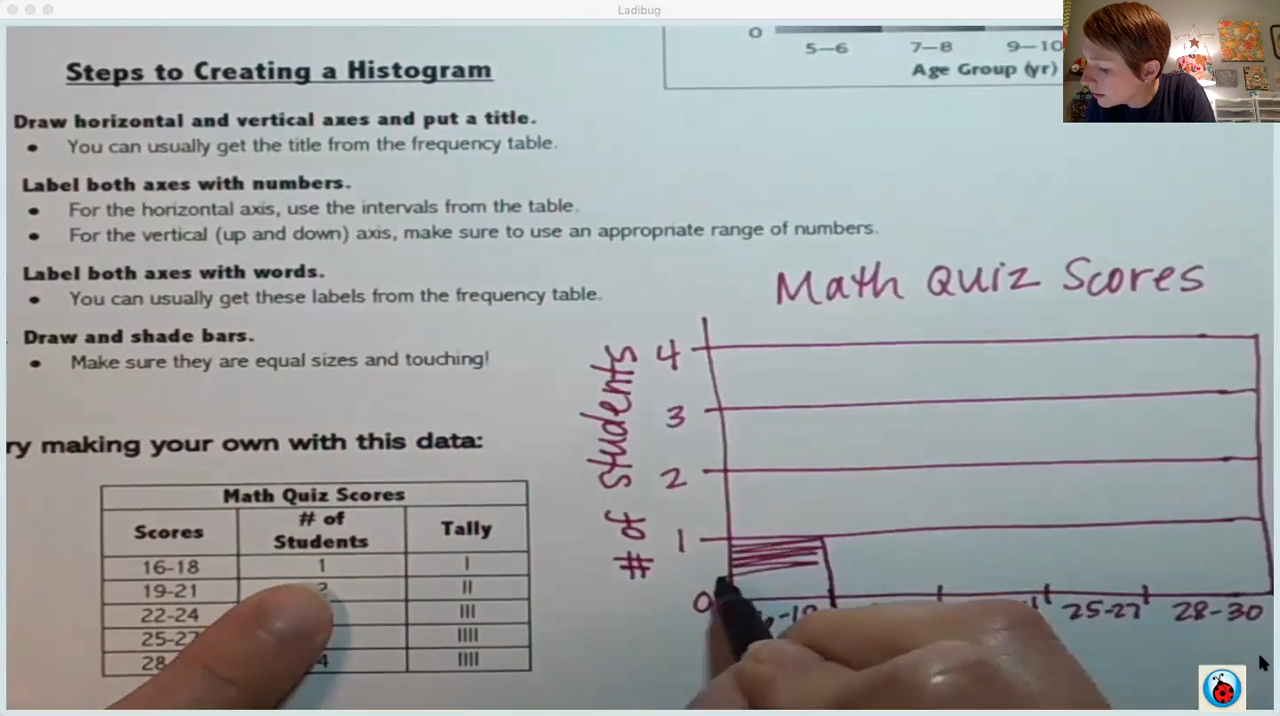 Ladibug
0
5–6 7–8 9–10
Age Group (yr)
Steps to Creating a Histogram
Draw horizontal and vertical axes and put a title.
• You can usually get the title from the frequency table.
Label both axes with numbers.
• For the horizontal axis, use the intervals from the table.
• For the vertical (up and down) axis, make sure to use an appropriate range of numbers.
Label both axes with words.
• You can usually get these labels from the frequency table.
Draw and shade bars.
• Make sure they are equal sizes and touching!
making your own with this data:
Math Quiz Scores
Scores # of Students Tally
16-18 1 I
19-21 II
22-24 III
25-27 IIII
4 IIII
Math Quiz Scores
# of students
4
3
2
1
0
25-27 28-30